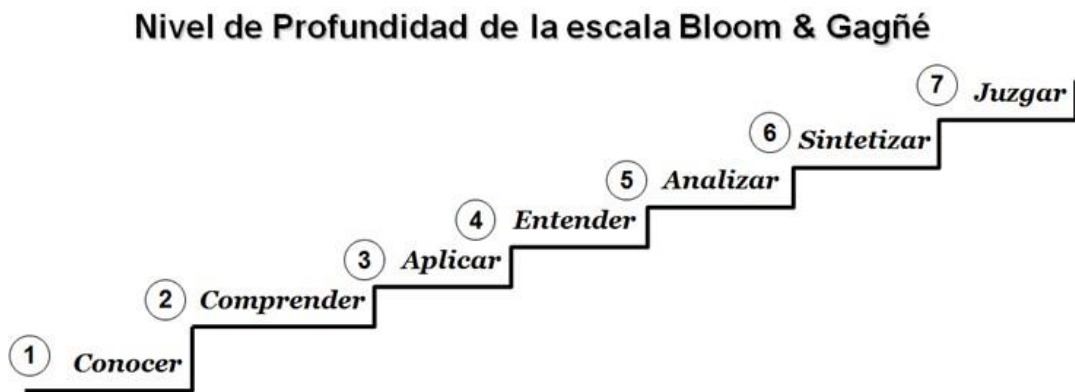 Nivel de Profundidad de la escala Bloom & Gagñé
7 Juzgar
6 Sintetizar
5 Analizar
4 Entender
3 Aplicar
2 Comprender
1 Conocer